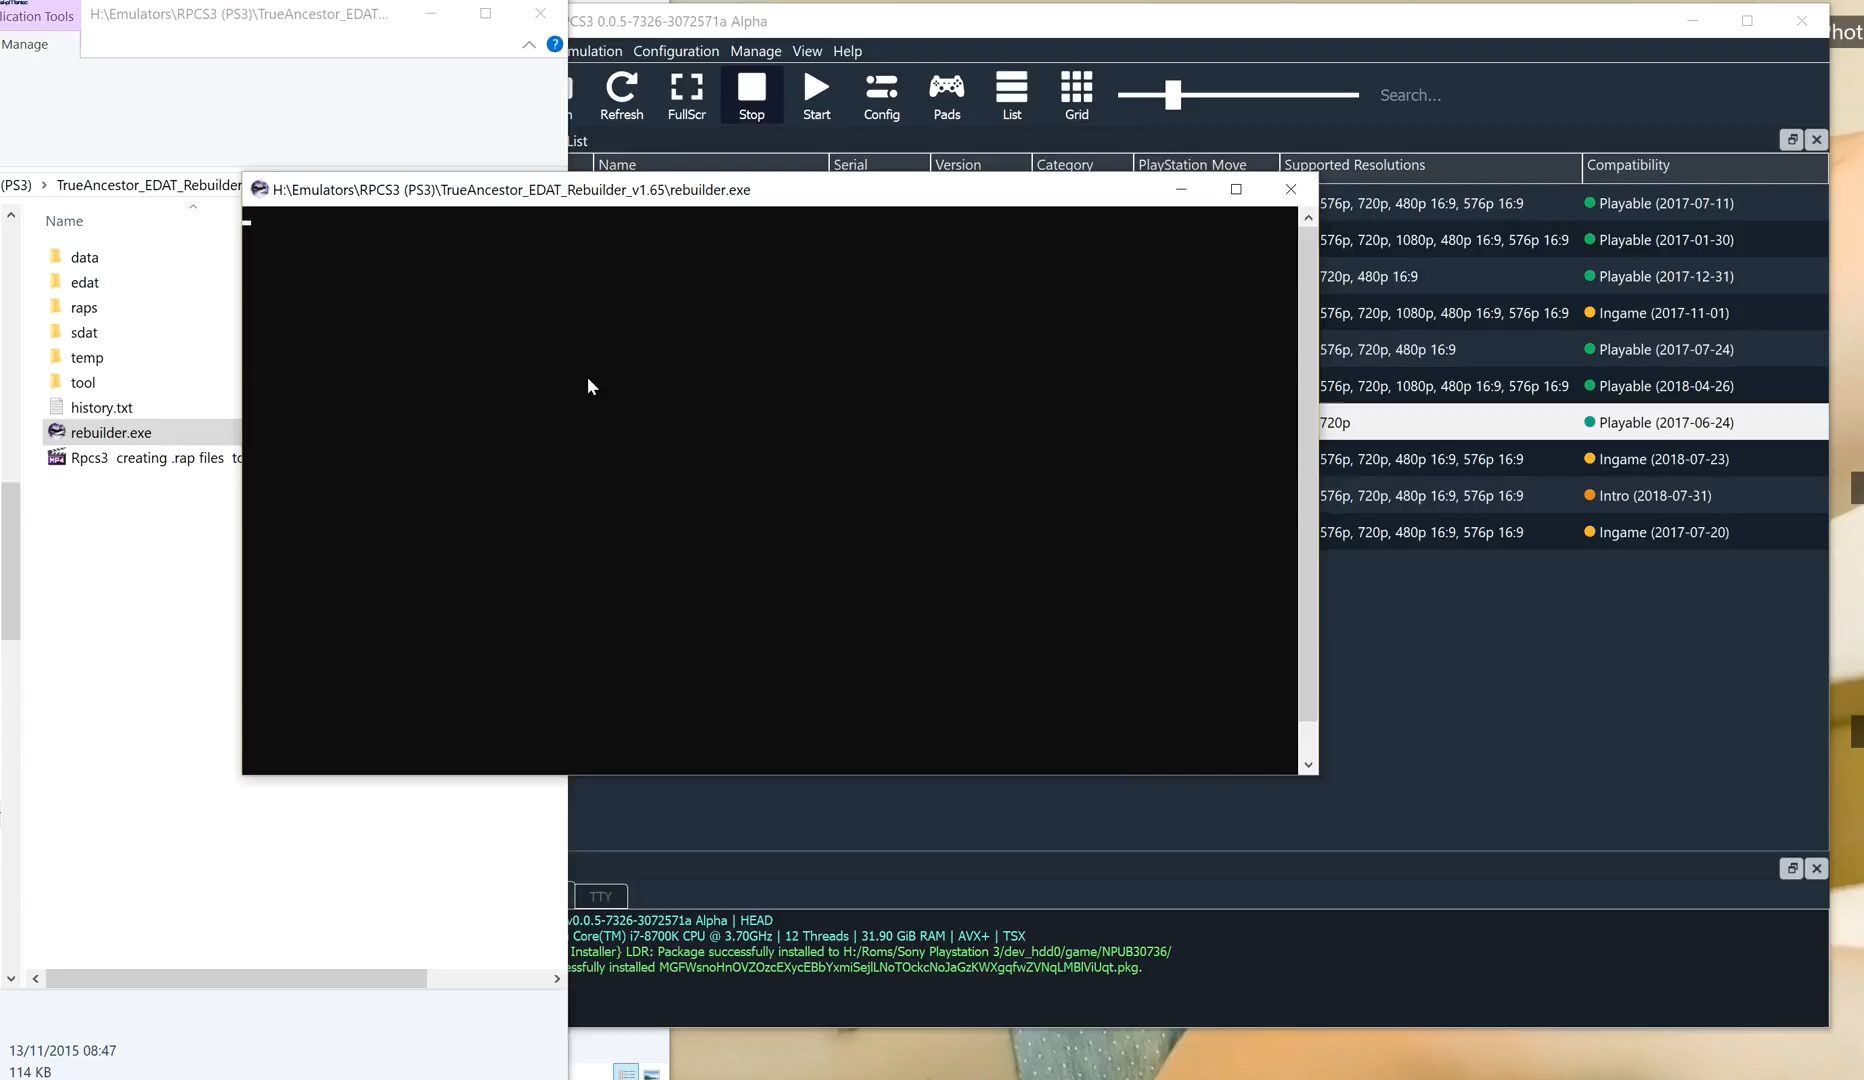 lication Tools
H:\Emulators\RPCS3 (PS3)\TrueAncestor_EDAT...
Manage
?
(PS3) > TrueAncestor_EDAT_Rebuilder
Name
data
edat
raps
sdat
temp
tool
history.txt
rebuilder.exe
Rpcs3 creating .rap files to
MP4
13/11/2015 08:47
114 KB
H:\Emulators\RPCS3 (PS3)\TrueAncestor_EDAT_Rebuilder_v1.65\rebuilder.exe
PCS3 0.0.5-7326-3072571a Alpha
hot
mulation Configuration Manage View Help
Refresh FullScr Stop Start Config Pads List Grid
Search...
List
Name Serial Version Category PlayStation Move Supported Resolutions Compatibility
576p, 720p, 480p 16:9, 576p 16:9 Playable (2017-07-11)
576p, 720p, 1080p, 480p 16:9, 576p 16:9 Playable (2017-01-30)
720p, 480p 16:9 Playable (2017-12-31)
576p, 720p, 1080p, 480p 16:9, 576p 16:9 Ingame (2017-11-01)
576p, 720p, 480p 16:9 Playable (2017-07-24)
576p, 720p, 1080p, 480p 16:9, 576p 16:9 Playable (2018-04-26)
720p Playable (2017-06-24)
576p, 720p, 480p 16:9, 576p 16:9 Ingame (2018-07-23)
576p, 720p, 480p 16:9, 576p 16:9 Intro (2018-07-31)
576p, 720p, 480p 16:9, 576p 16:9 Ingame (2017-07-20)
TTY
v0.0.5-7326-3072571a Alpha | HEAD
Core(TM) i7-8700K CPU @ 3.70GHz | 12 Threads | 31.90 GiB RAM | AVX+ | TSX
Installer} LDR: Package successfully installed to H:/Roms/Sony Playstation 3/dev_hdd0/game/NPUB30736/
essfully installed MGFWsnoHnOVZOzcEXycEBbYxmiSejlLNoTOckcNoJaGzKWXgqfwZVNqLMBlViUqt.pkg.